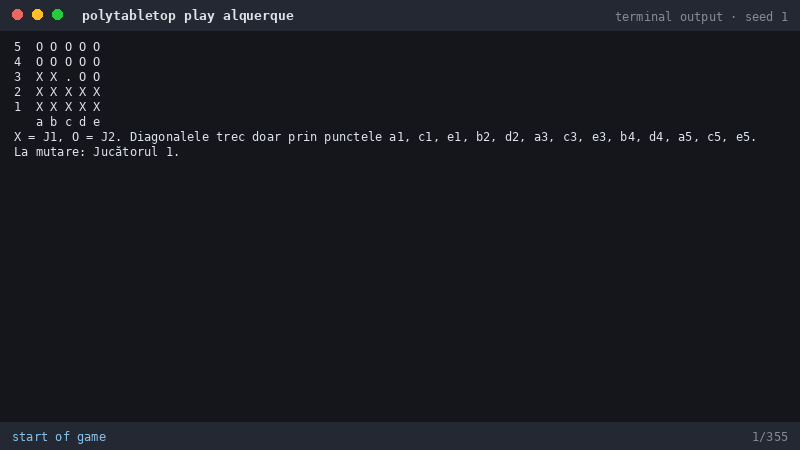 polytabletop play alquerque
terminal output · seed 1
5  O O O O O
4  O O O O O
3  X X . O O
2  X X X X X
1  X X X X X
   a b c d e
X = J1, O = J2. Diagonalele trec doar prin punctele a1, c1, e1, b2, d2, a3, c3, e3, b4, d4, a5, c5, e5.
La mutare: Jucătorul 1.
start of game
1/355